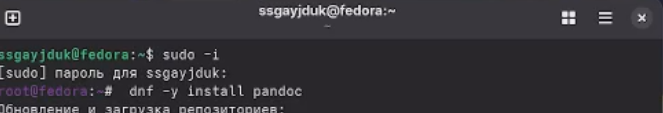 ssgayjduk@fedora:~
ssgayjduk@fedora:~$ sudo -i
[sudo] пароль для ssgayjduk:
root@fedora:~# dnf -y install pandoc
Обновление и загрузка репозиториев: